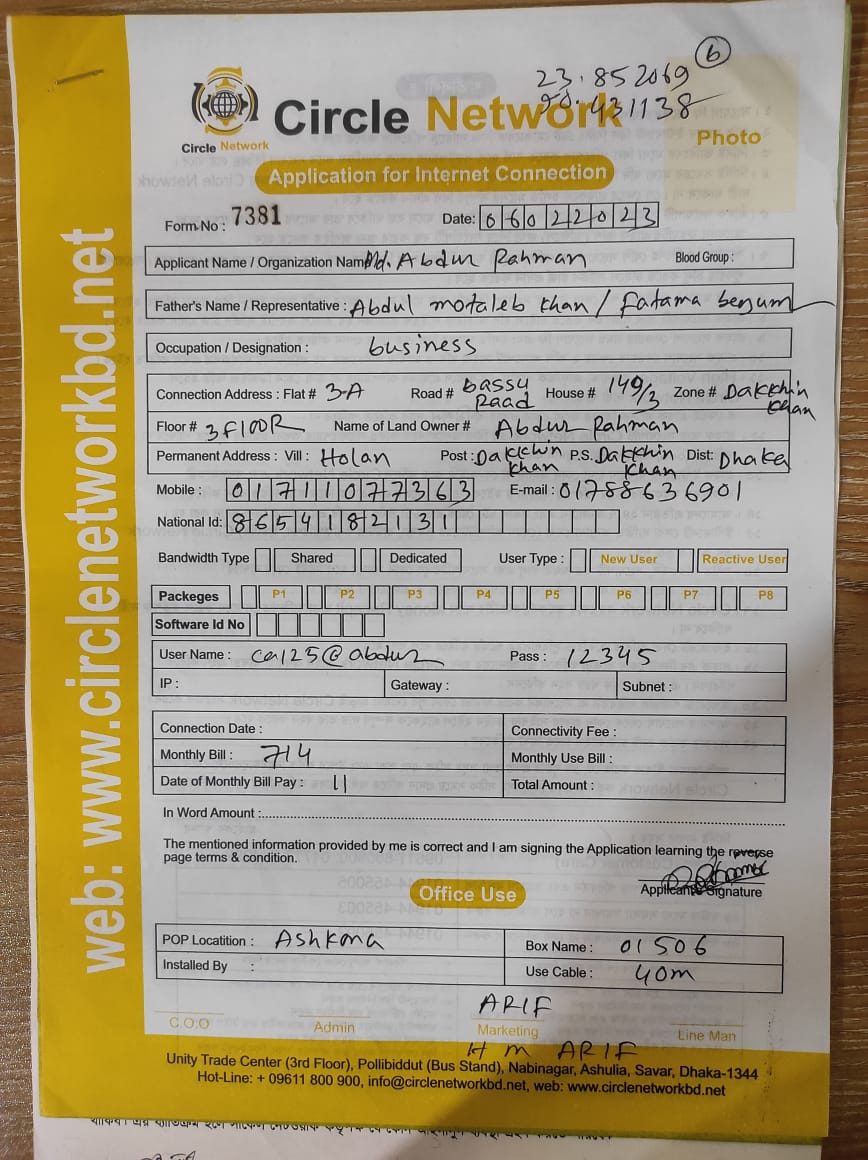 6
23.852069
90.431138
Circle Network
Circle Network
Photo
Application for Internet Connection
Form No : 7381 Date: 06022023
Applicant Name / Organization Name Md. Abdur Rahman Blood Group :
Father's Name / Representative : Abdul motaleb khan / fatama begum
Occupation / Designation : business
Connection Address : Flat # 3-A Road # bassu Raad House # 149/3 Zone # Dakkhin khan
Floor # 3FlOOR Name of Land Owner # Abdur Rahman
Permanent Address : Vill : Holan Post : Dakkhin khan P.S. Dakkhin khan Dist: Dhaka
Mobile : 01711077363 E-mail : 01788636901
National Id: 8654182131
Bandwidth Type Shared Dedicated User Type : New User Reactive User
Packeges P1 P2 P3 P4 P5 P6 P7 P8
Software Id No
User Name : ca125@abdur Pass : 12345
IP : Gateway : Subnet :
Connection Date : Connectivity Fee :
Monthly Bill : 714 Monthly Use Bill :
Date of Monthly Bill Pay : 11 Total Amount :
In Word Amount :
The mentioned information provided by me is correct and I am signing the Application learning the reverse
page terms & condition.
Applicant's Signature
Office Use
POP Locatition : Ashkona Box Name : 01506
Installed By : Use Cable : 40m
ARIF
C.O.O Admin Marketing Line Man
H M ARIF
Unity Trade Center (3rd Floor), Pollibiddut (Bus Stand), Nabinagar, Ashulia, Savar, Dhaka-1344
Hot-Line: + 09611 800 900, info@circlenetworkbd.net, web: www.circlenetworkbd.net
web: www.circlenetworkbd.net